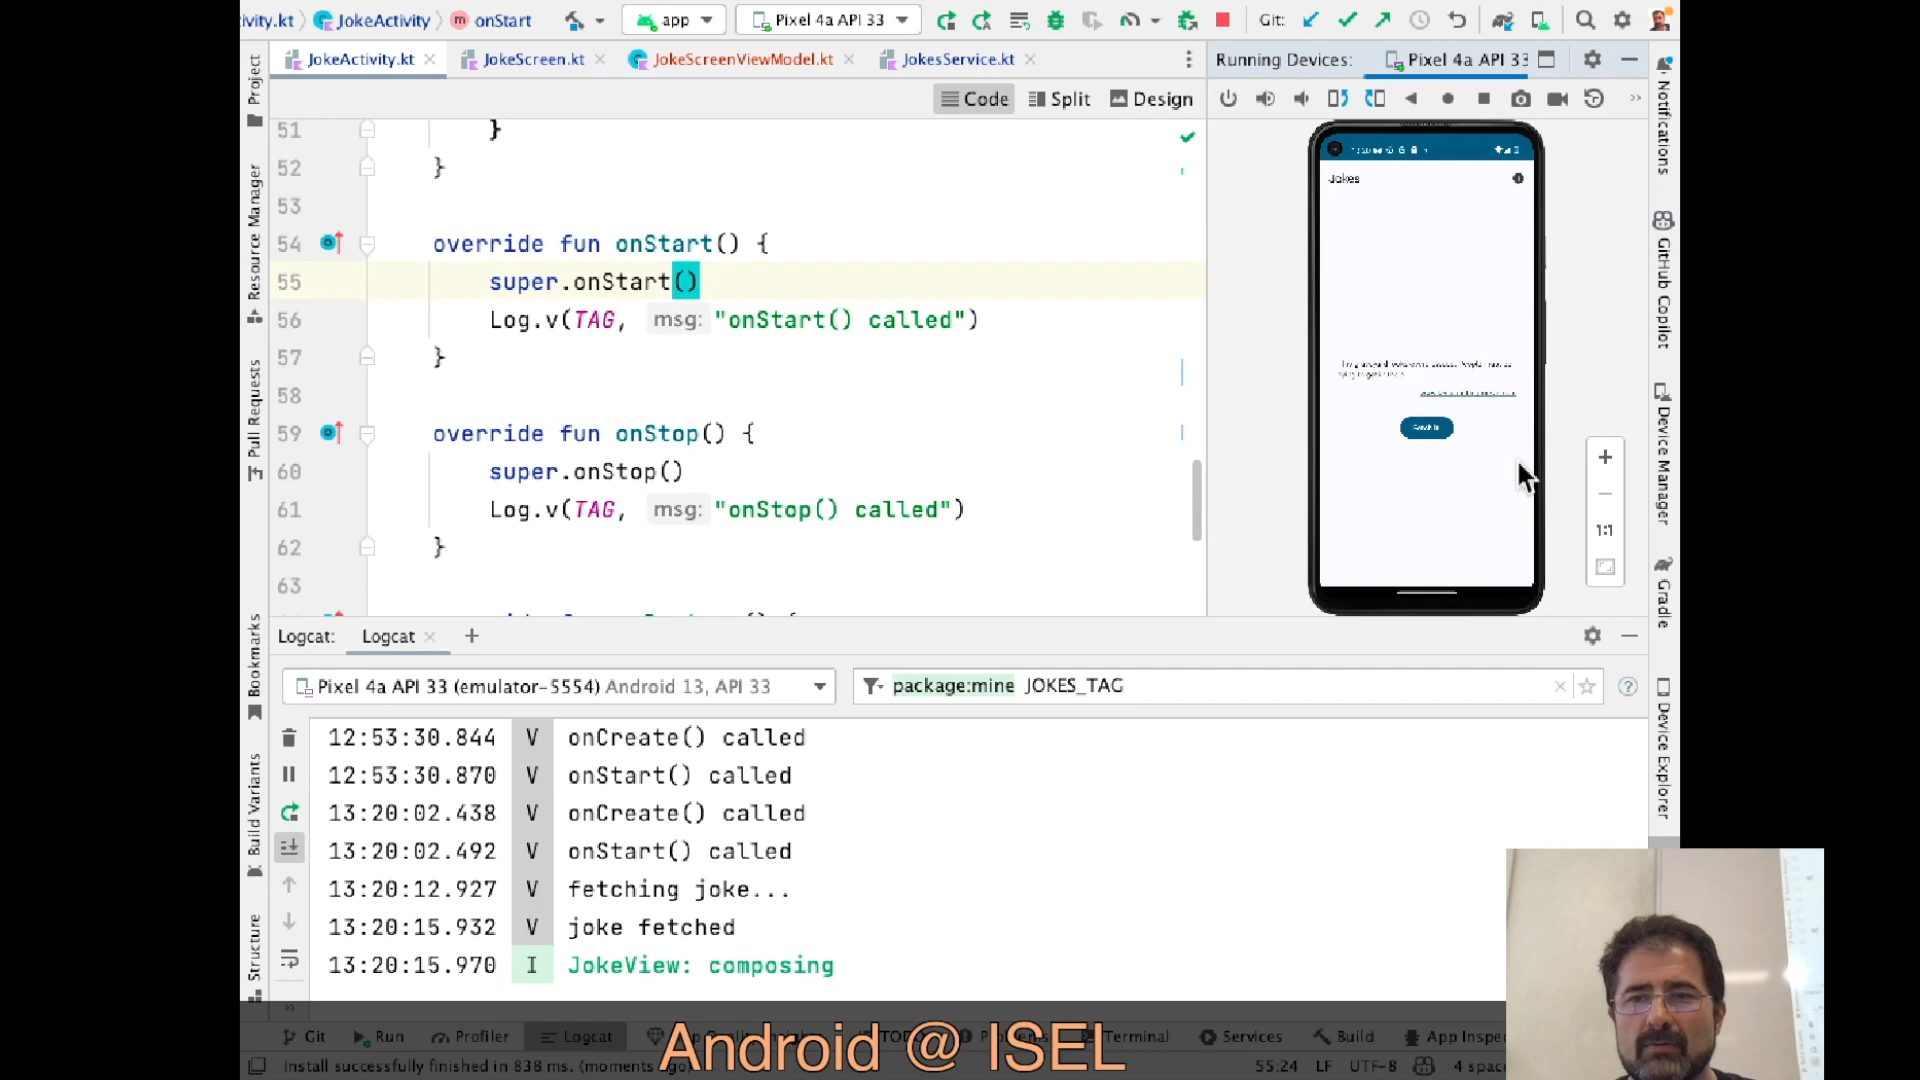 ivity.kt JokeActivity onStart app Pixel 4a API 33 Git:
JokeActivity.kt JokeScreen.kt JokeScreenViewModel.kt JokesService.kt Running Devices: Pixel 4a API 33
Code Split Design
51 }
52 }
53
54 override fun onStart() {
55 super.onStart()
56 Log.v(TAG, msg: "onStart() called")
57 }
58
59 override fun onStop() {
60 super.onStop()
61 Log.v(TAG, msg: "onStop() called")
62 }
63
Jokes
1:1
Project
Resource Manager
Pull Requests
Bookmarks
Build Variants
Structure
Notifications
GitHub Copilot
Device Manager
Gradle
Device Explorer
Logcat: Logcat
Pixel 4a API 33 (emulator-5554) Android 13, API 33 package:mine JOKES_TAG
12:53:30.844 V onCreate() called
12:53:30.870 V onStart() called
13:20:02.438 V onCreate() called
13:20:02.492 V onStart() called
13:20:12.927 V fetching joke...
13:20:15.932 V joke fetched
13:20:15.970 I JokeView: composing
Git Run Profiler Logcat Terminal Services Build App Inspe
Android @ ISEL
Install successfully finished in 838 ms. (moments ago) 55:24 LF UTF-8 4 spac